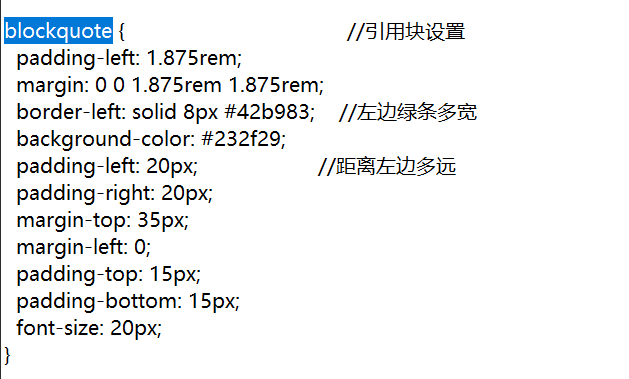 blockquote { //引用块设置
padding-left: 1.875rem;
margin: 0 0 1.875rem 1.875rem;
border-left: solid 8px #42b983; //左边绿条多宽
background-color: #232f29;
padding-left: 20px; //距离左边多远
padding-right: 20px;
margin-top: 35px;
margin-left: 0;
padding-top: 15px;
padding-bottom: 15px;
font-size: 20px;
}